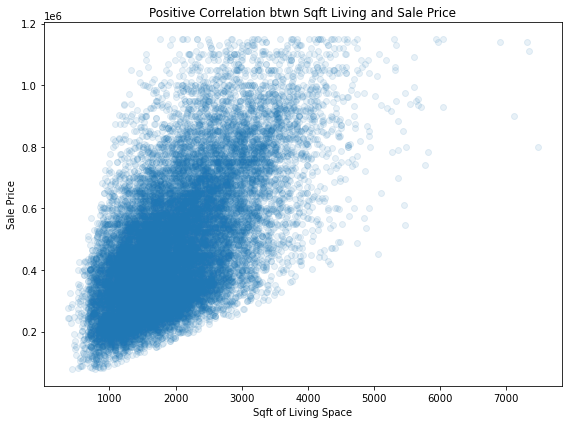 Positive Correlation btwn Sqft Living and Sale Price
1e6
1.2
1.0
0.8
0.6
0.4
0.2
Sale Price
1000 2000 3000 4000 5000 6000 7000
Sqft of Living Space